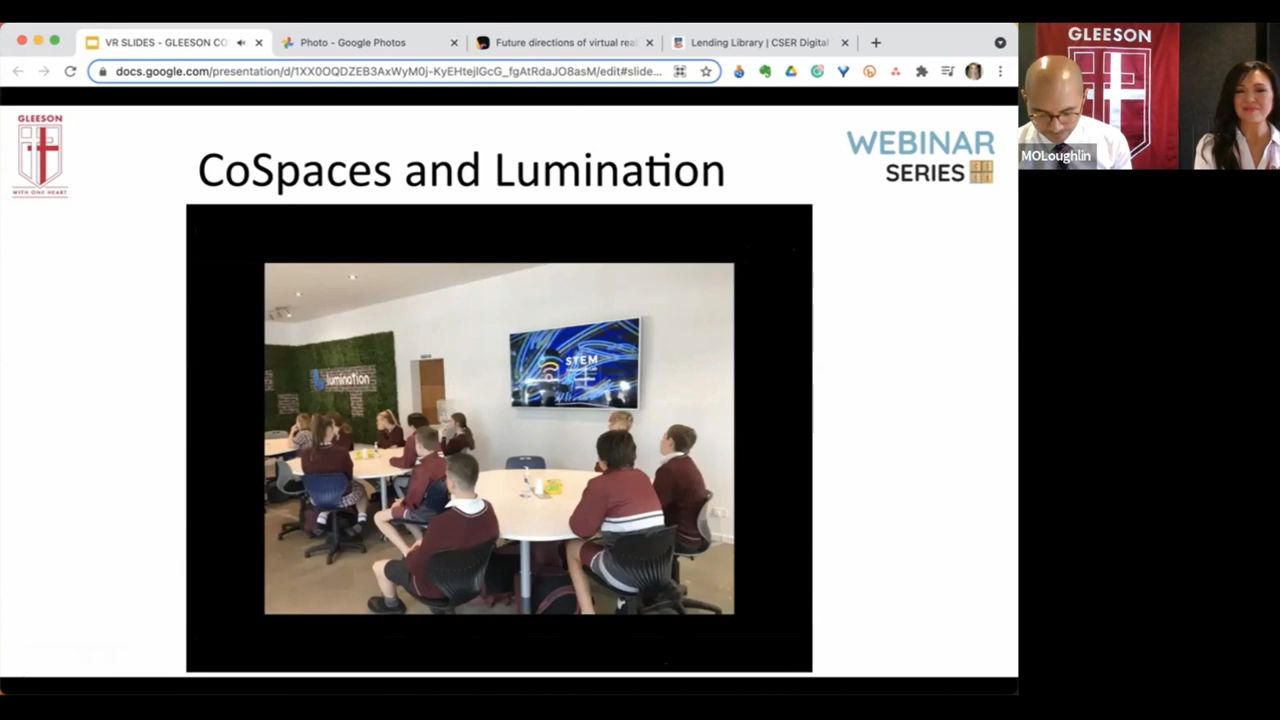 VR SLIDES - GLEESON CO
Photo - Google Photos
Future directions of virtual real
Lending Library | CSER Digital
docs.google.com/presentation/d/1XX0OQDZEB3AxWyM0j-KyEHtejlGcG_fgAtRdaJO8asM/edit#slide...
GLEESON
WITH ONE HEART
CoSpaces and Lumination
WEBINAR
SERIES
lumination
STEM
GLEESON
MOLoughlin